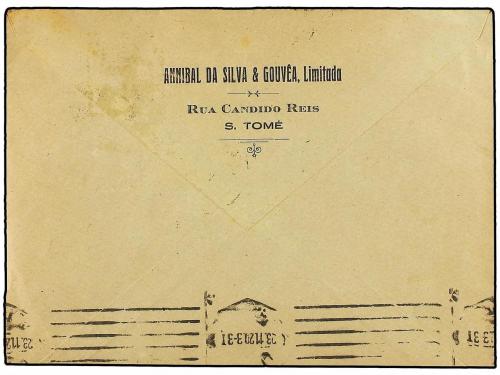 ANNIBAL DA SILVA & GOUVÊA, Limitada
RUA CANDIDO REIS
S. TOMÉ